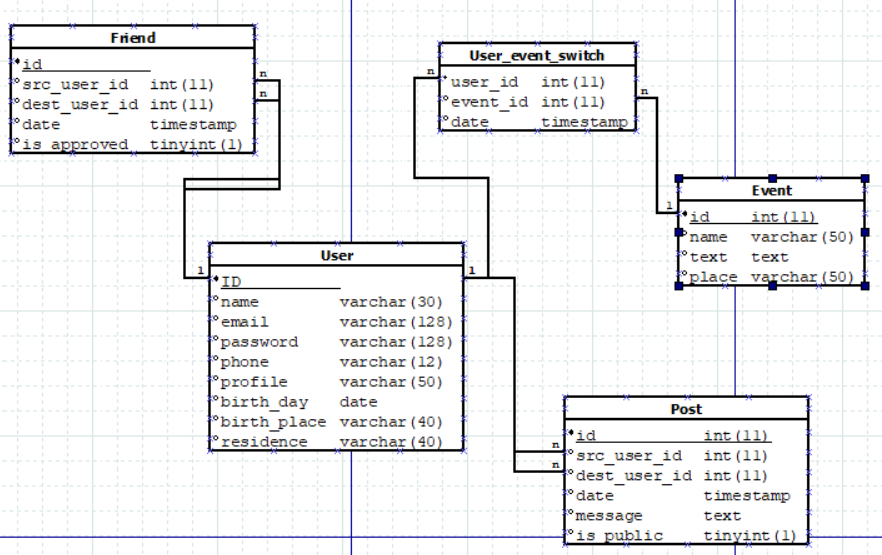 Friend
id
src_user_id int(11)
dest_user_id int(11)
date timestamp
is_approved tinyint(1)
n
n
User_event_switch
user_id int(11)
event_id int(11)
date timestamp
n
n
Event
id int(11)
name varchar(50)
text text
place varchar(50)
1
User
ID
name varchar(30)
email varchar(128)
password varchar(128)
phone varchar(12)
profile varchar(50)
birth_day date
birth_place varchar(40)
residence varchar(40)
1
1
Post
id int(11)
src_user_id int(11)
dest_user_id int(11)
date timestamp
message text
is_public tinyint(1)
n
n